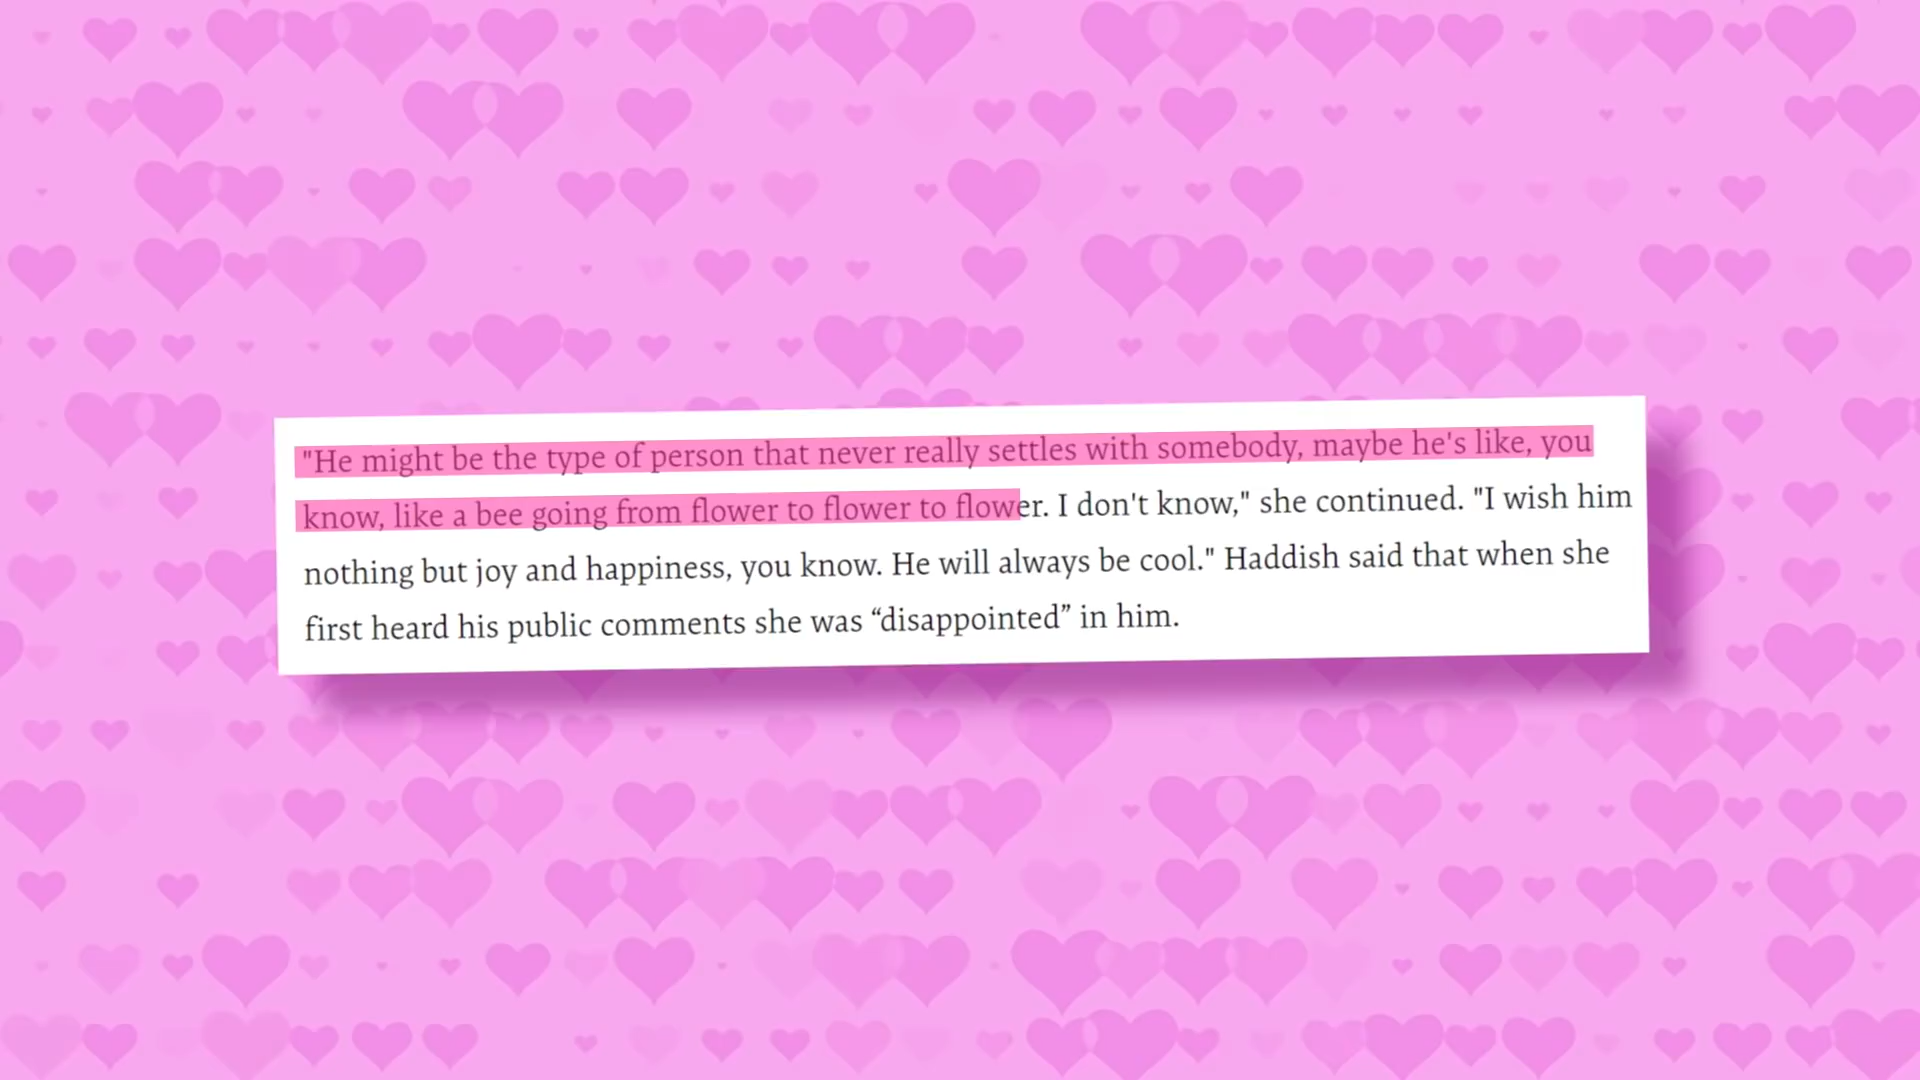 "He might be the type of person that never really settles with somebody, maybe he's like, you
know, like a bee going from flower to flower to flower. I don't know," she continued. "I wish him
nothing but joy and happiness, you know. He will always be cool." Haddish said that when she
first heard his public comments she was “disappointed” in him.